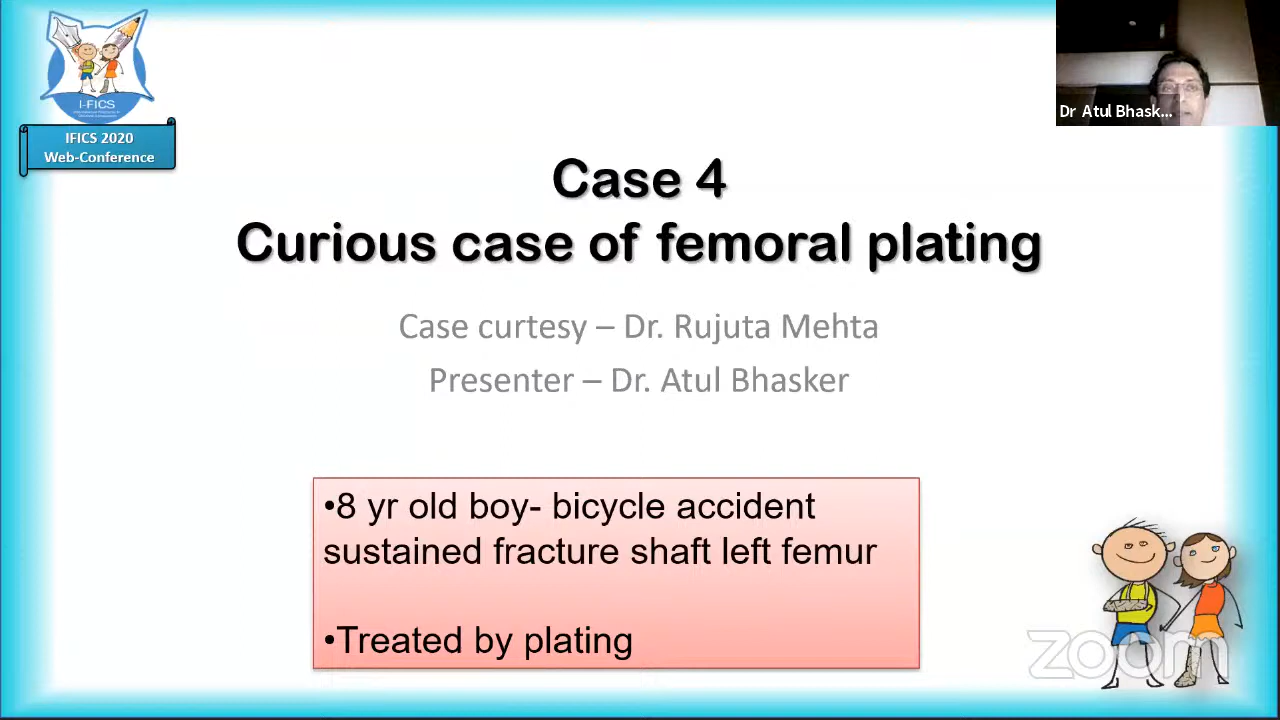 I-FICS
IFICS 2020
Web-Conference
Dr Atul Bhask...
Case 4
Curious case of femoral plating
Case curtesy – Dr. Rujuta Mehta
Presenter – Dr. Atul Bhasker
•8 yr old boy- bicycle accident
sustained fracture shaft left femur
•Treated by plating
zoom